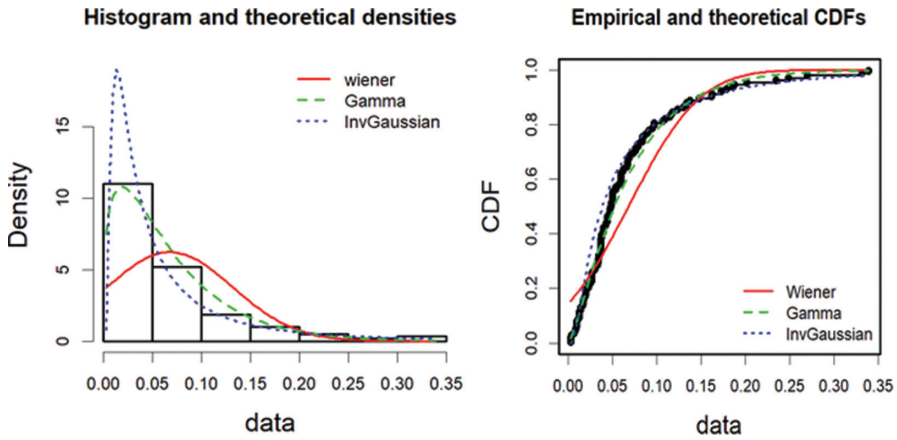 Histogram and theoretical densities
wiener
Gamma
InvGaussian
Density
15
10
5
0
0.00 0.05 0.10 0.15 0.20 0.25 0.30 0.35
data
Empirical and theoretical CDFs
CDF
1.0
0.8
0.6
0.4
0.2
0.0
Wiener
Gamma
InvGaussian
0.00 0.05 0.10 0.15 0.20 0.25 0.30 0.35
data